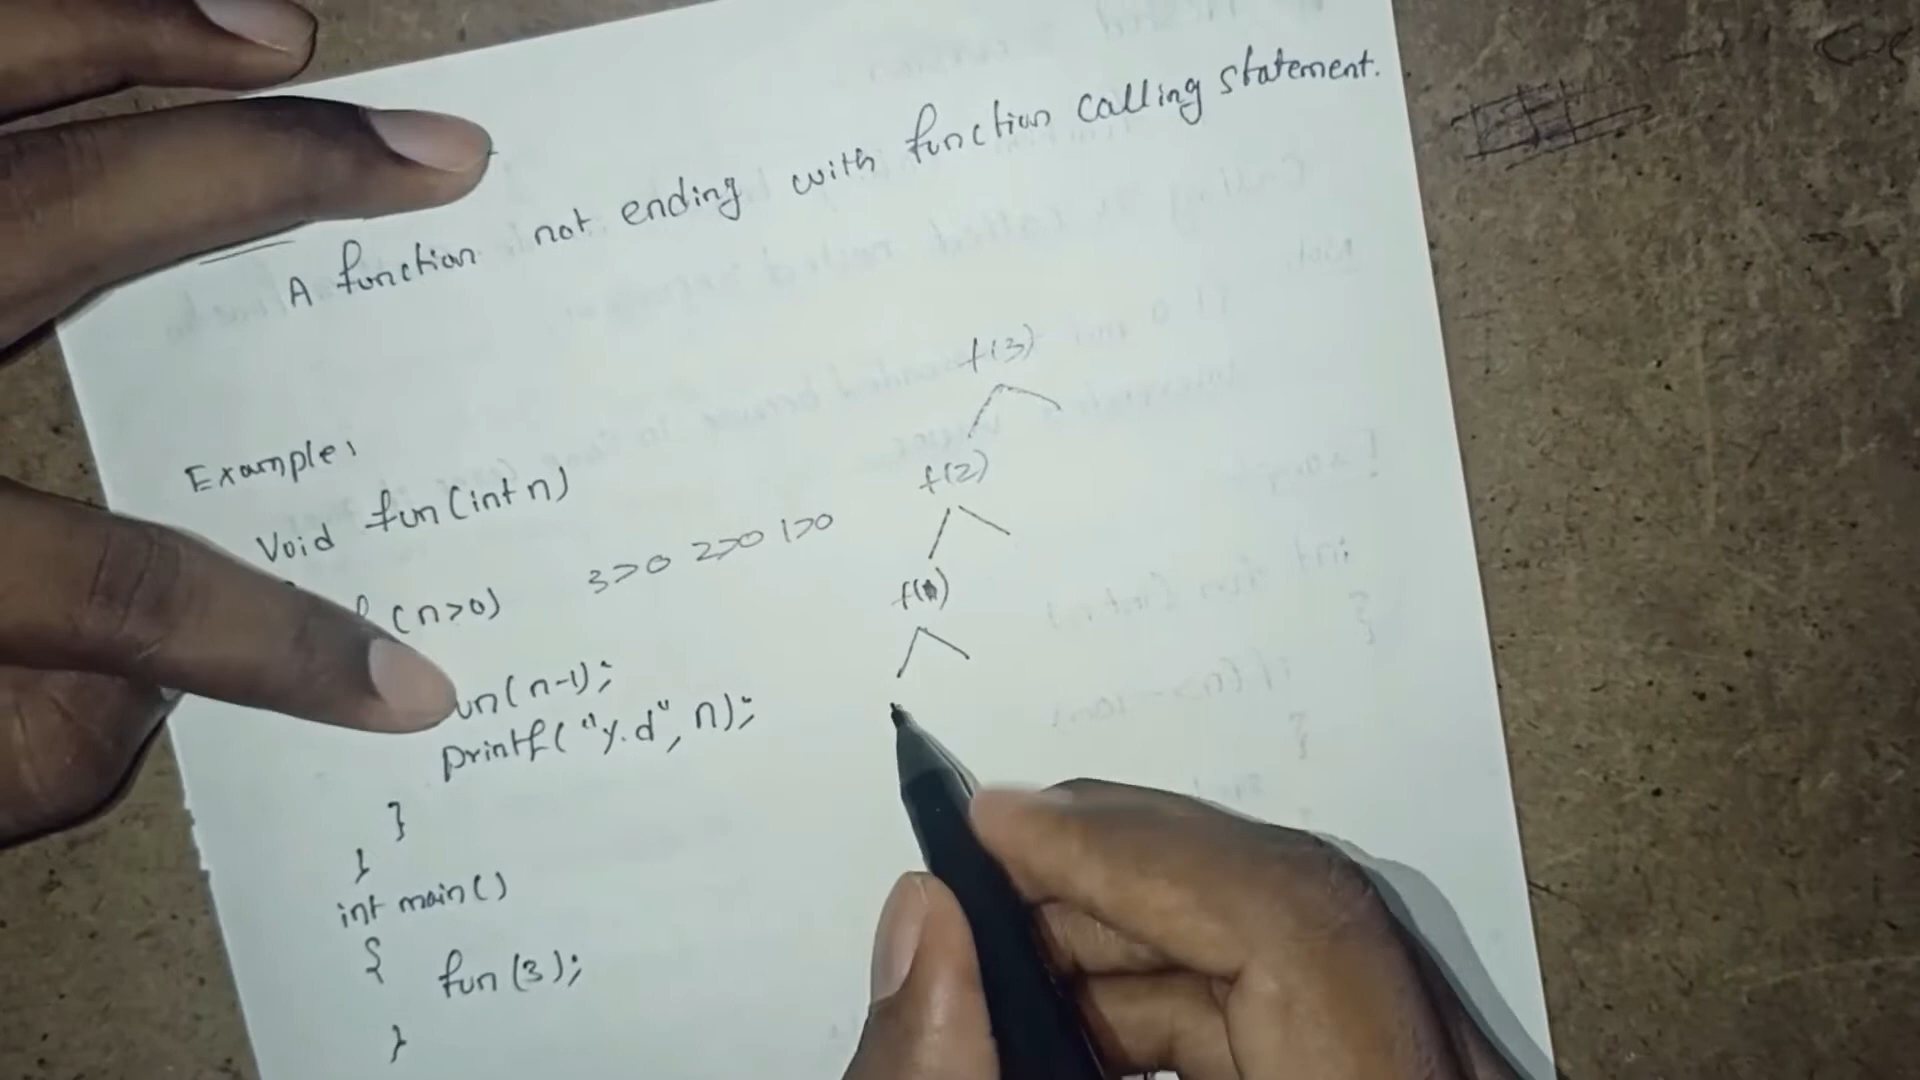 A function not ending with function calling statement.
Example:
Void fun(int n)
(n>0)
3>0 2>0 1>0
un(n-1);
printf("%d", n);
}
}
int main()
{
fun(3);
}
f(3)
f(2)
f(1)